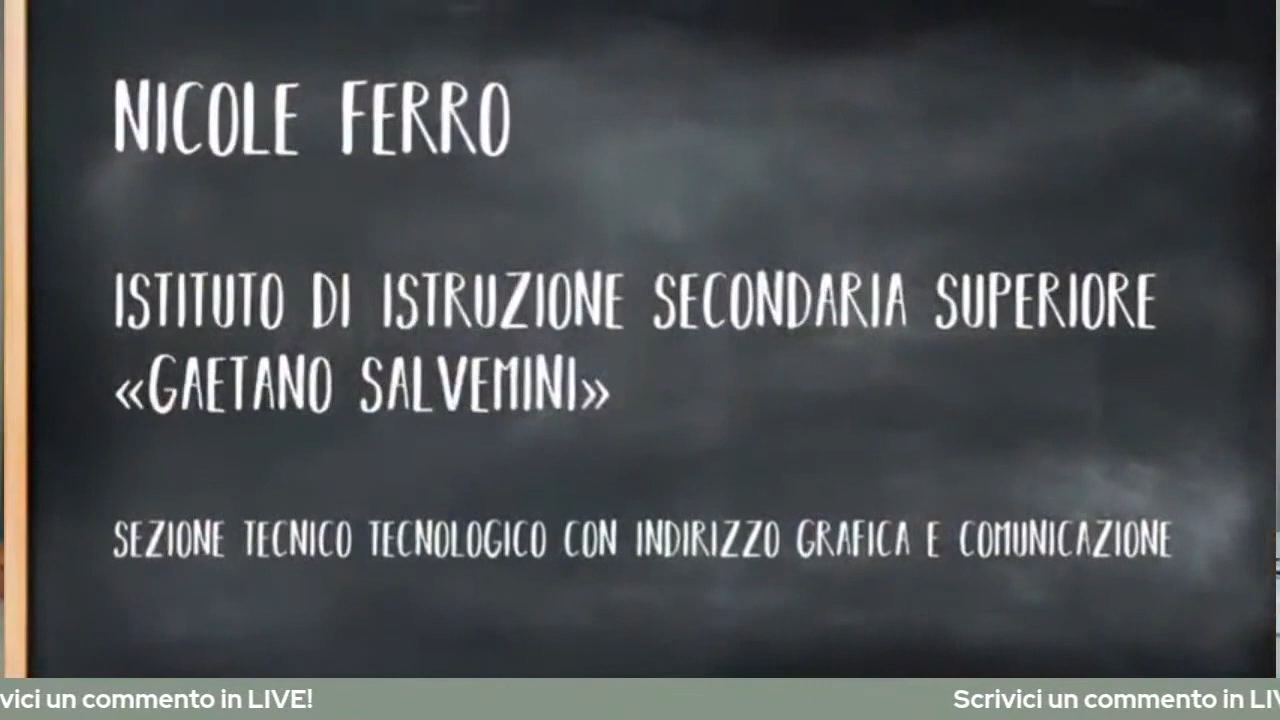 NICOLE FERRO
ISTITUTO DI ISTRUZIONE SECONDARIA SUPERIORE
«GAETANO SALVEMINI»
SEZIONE TECNICO TECNOLOGICO CON INDIRIZZO GRAFICA E COMUNICAZIONE
vici un commento in LIVE! Scrivici un commento in LIV